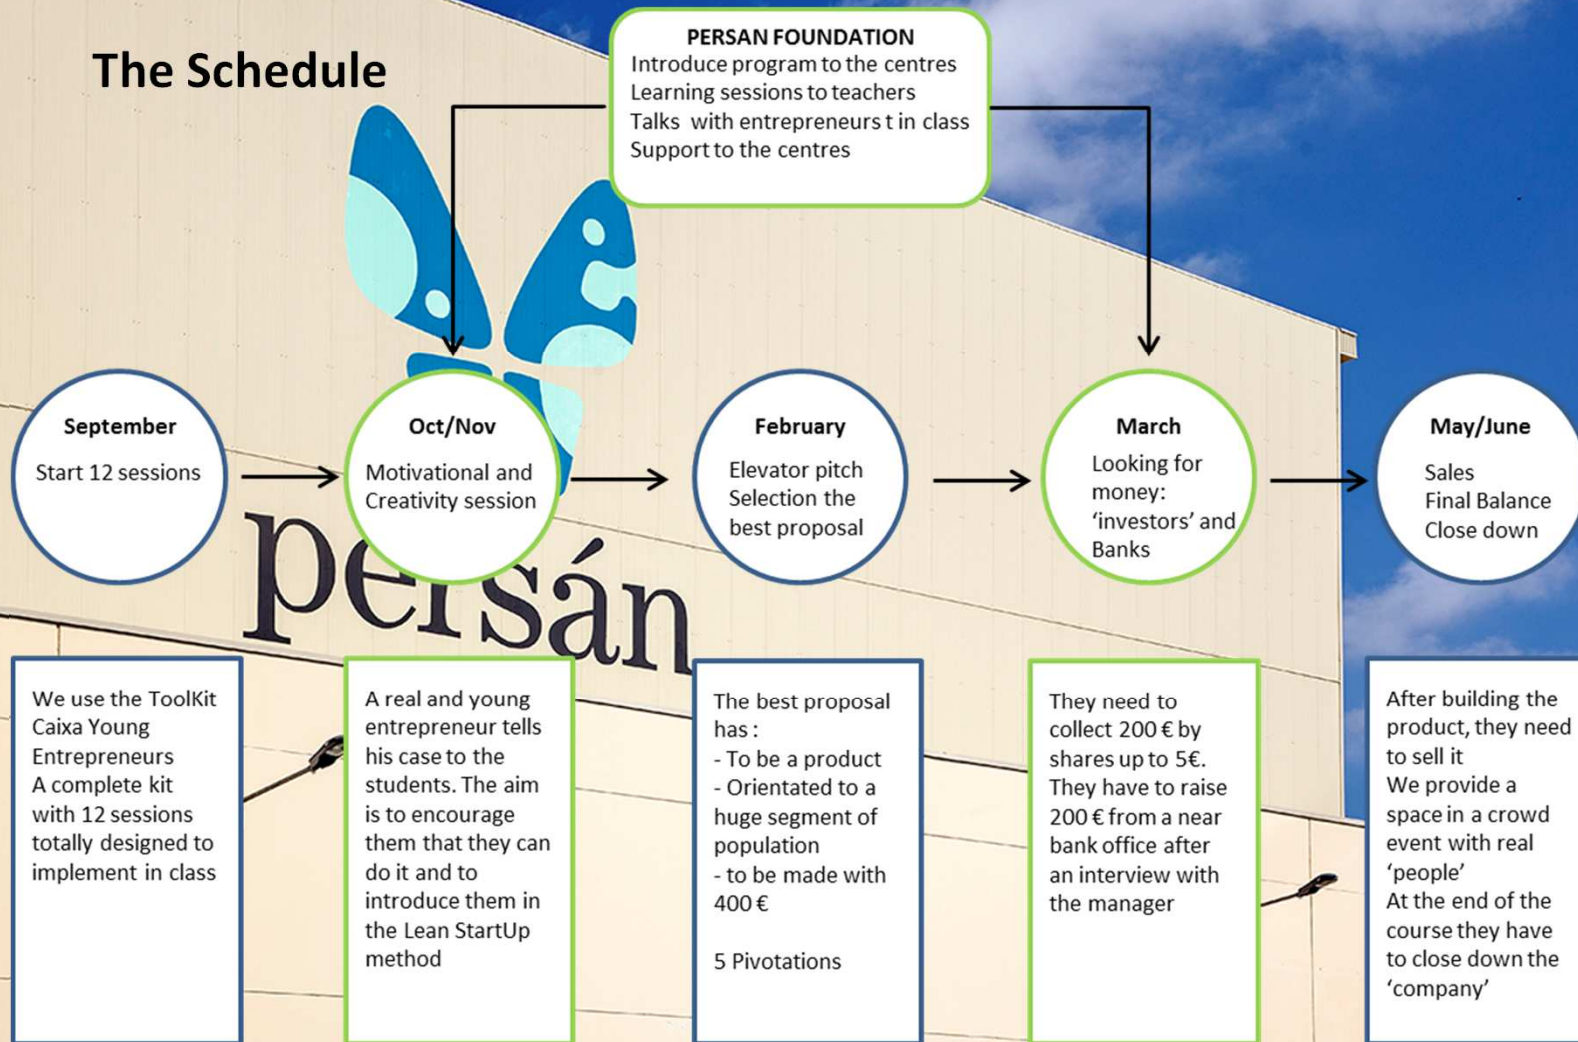 The Schedule
PERSAN FOUNDATION
Introduce program to the centres
Learning sessions to teachers
Talks with entrepreneurs t in class
Support to the centres
September
Start 12 sessions
Oct/Nov
Motivational and
Creativity session
February
Elevator pitch
Selection the
best proposal
March
Looking for
money:
'investors' and
Banks
May/June
Sales
Final Balance
Close down
persán
We use the ToolKit
Caixa Young
Entrepreneurs
A complete kit
with 12 sessions
totally designed to
implement in class
A real and young
entrepreneur tells
his case to the
students. The aim
is to encourage
them that they can
do it and to
introduce them in
the Lean StartUp
method
The best proposal
has :
- To be a product
- Orientated to a
huge segment of
population
- to be made with
400 €
5 Pivotations
They need to
collect 200 € by
shares up to 5€.
They have to raise
200 € from a near
bank office after
an interview with
the manager
After building the
product, they need
to sell it
We provide a
space in a crowd
event with real
'people'
At the end of the
course they have
to close down the
'company'